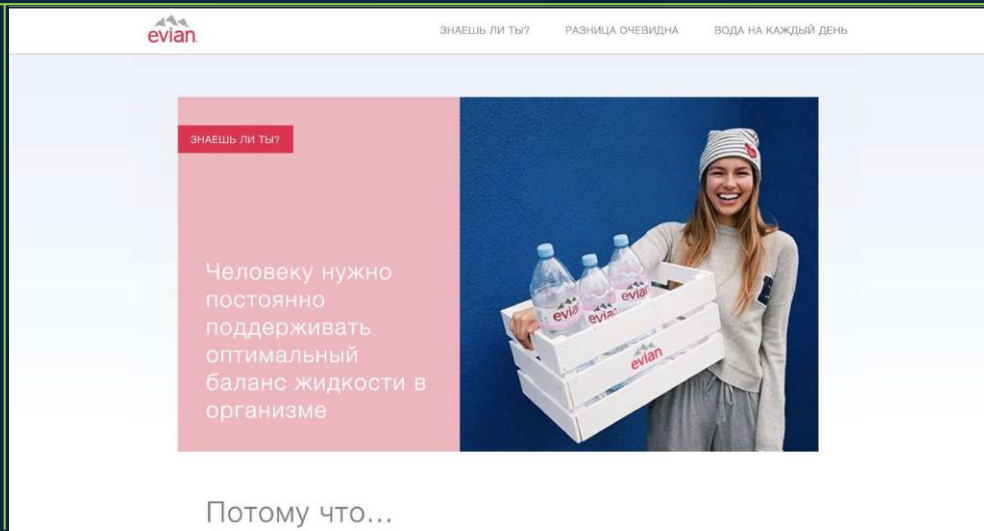 evian
ЗНАЕШЬ ЛИ ТЫ? РАЗНИЦА ОЧЕВИДНА ВОДА НА КАЖДЫЙ ДЕНЬ
ЗНАЕШЬ ЛИ ТЫ?
Человеку нужно
постоянно
поддерживать
оптимальный
баланс жидкости в
организме
evian
evian
evian
Потому что...